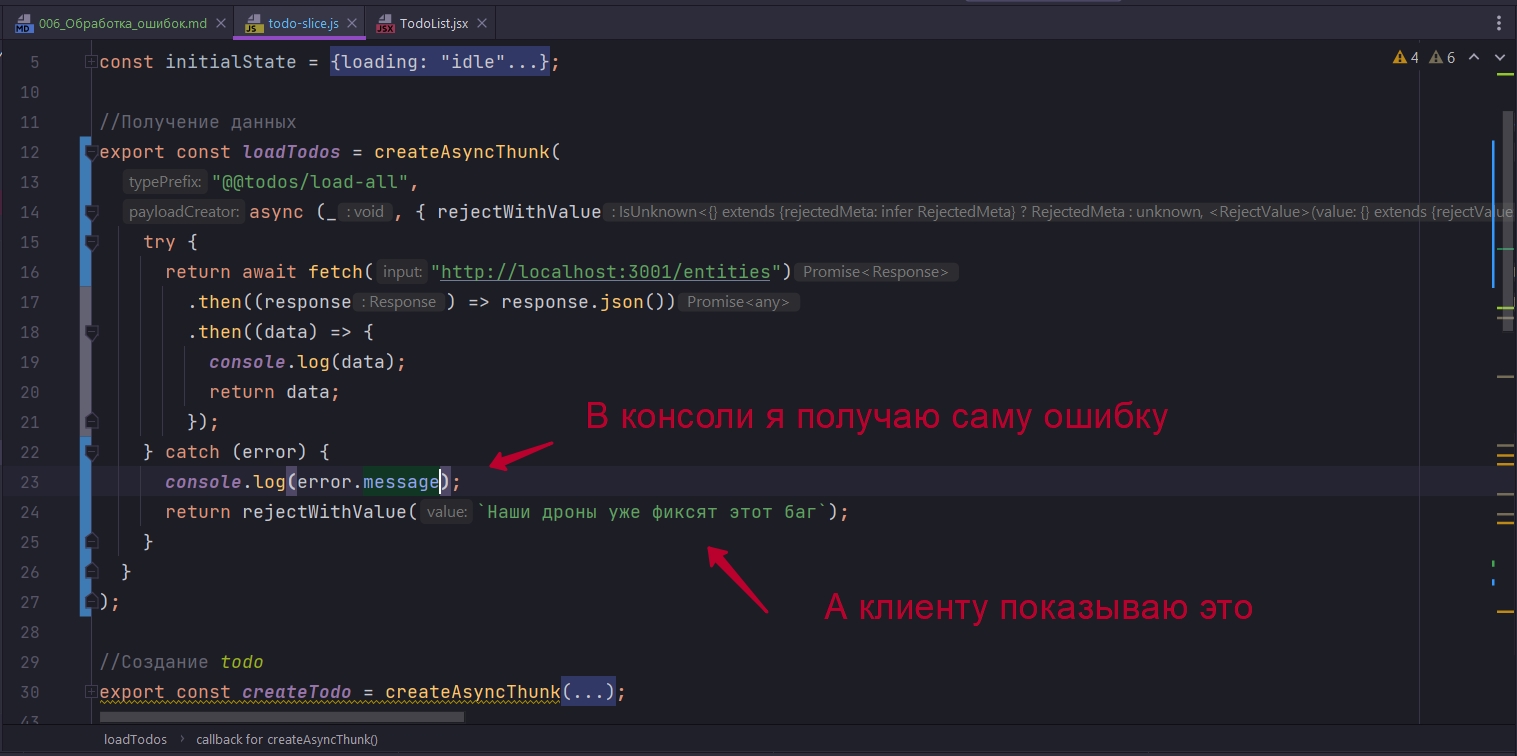 006_Обработка_ошибок.md todo-slice.js TodoList.jsx
5 const initialState = {loading: "idle"...}; 4 6
10
11 //Получение данных
12 export const loadTodos = createAsyncThunk(
13 typePrefix: "@@todos/load-all",
14 payloadCreator: async (_ : void , { rejectWithValue : IsUnknown<{} extends {rejectedMeta: infer RejectedMeta} ? RejectedMeta : unknown, <RejectValue>(value: {} extends {rejectValue
15 try {
16 return await fetch( input: "http://localhost:3001/entities") Promise<Response>
17 .then((response : Response ) => response.json()) Promise<any>
18 .then((data) => {
19 console.log(data);
20 return data;
21 });
В консоли я получаю саму ошибку
22 } catch (error) {
23 console.log(error.message);
24 return rejectWithValue( value: `Наши дроны уже фиксят этот баг`);
25 }
26 }
А клиенту показываю это
27 );
28
29 //Создание todo
30 export const createTodo = createAsyncThunk(...);
43
loadTodos callback for createAsyncThunk()